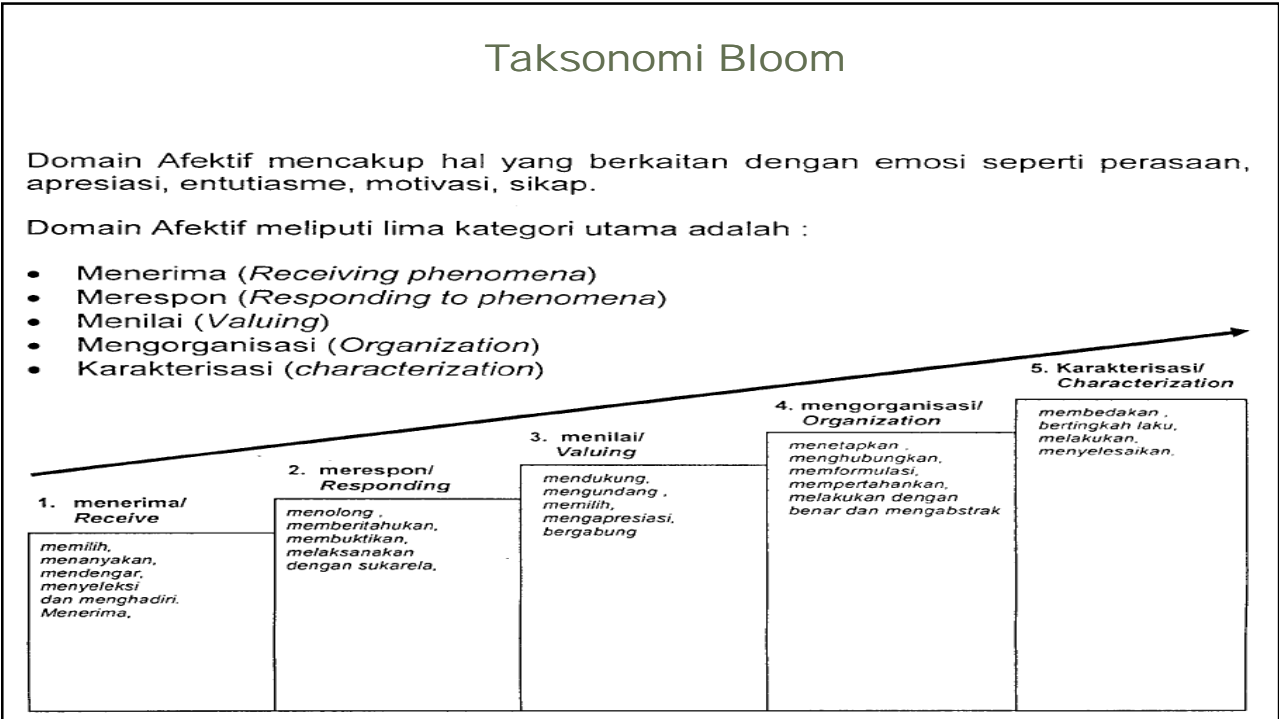 Taksonomi Bloom
Domain Afektif mencakup hal yang berkaitan dengan emosi seperti perasaan,
apresiasi, entutiasme, motivasi, sikap.
Domain Afektif meliputi lima kategori utama adalah :
• Menerima (Receiving phenomena)
• Merespon (Responding to phenomena)
• Menilai (Valuing)
• Mengorganisasi (Organization)
• Karakterisasi (characterization)
1. menerima/
Receive
memilih,
menanyakan,
mendengar,
menyeleksi
dan menghadiri.
Menerima,
2. merespon/
Responding
menolong ,
memberitahukan,
membuktikan,
melaksanakan
dengan sukarela,
3. menilai/
Valuing
mendukung,
mengundang ,
memilih,
mengapresiasi,
bergabung
4. mengorganisasi/
Organization
menetapkan ,
menghubungkan,
memformulasi,
mempertahankan,
melakukan dengan
benar dan mengabstrak
5. Karakterisasi/
Characterization
membedakan ,
bertingkah laku,
melakukan,
menyelesaikan,